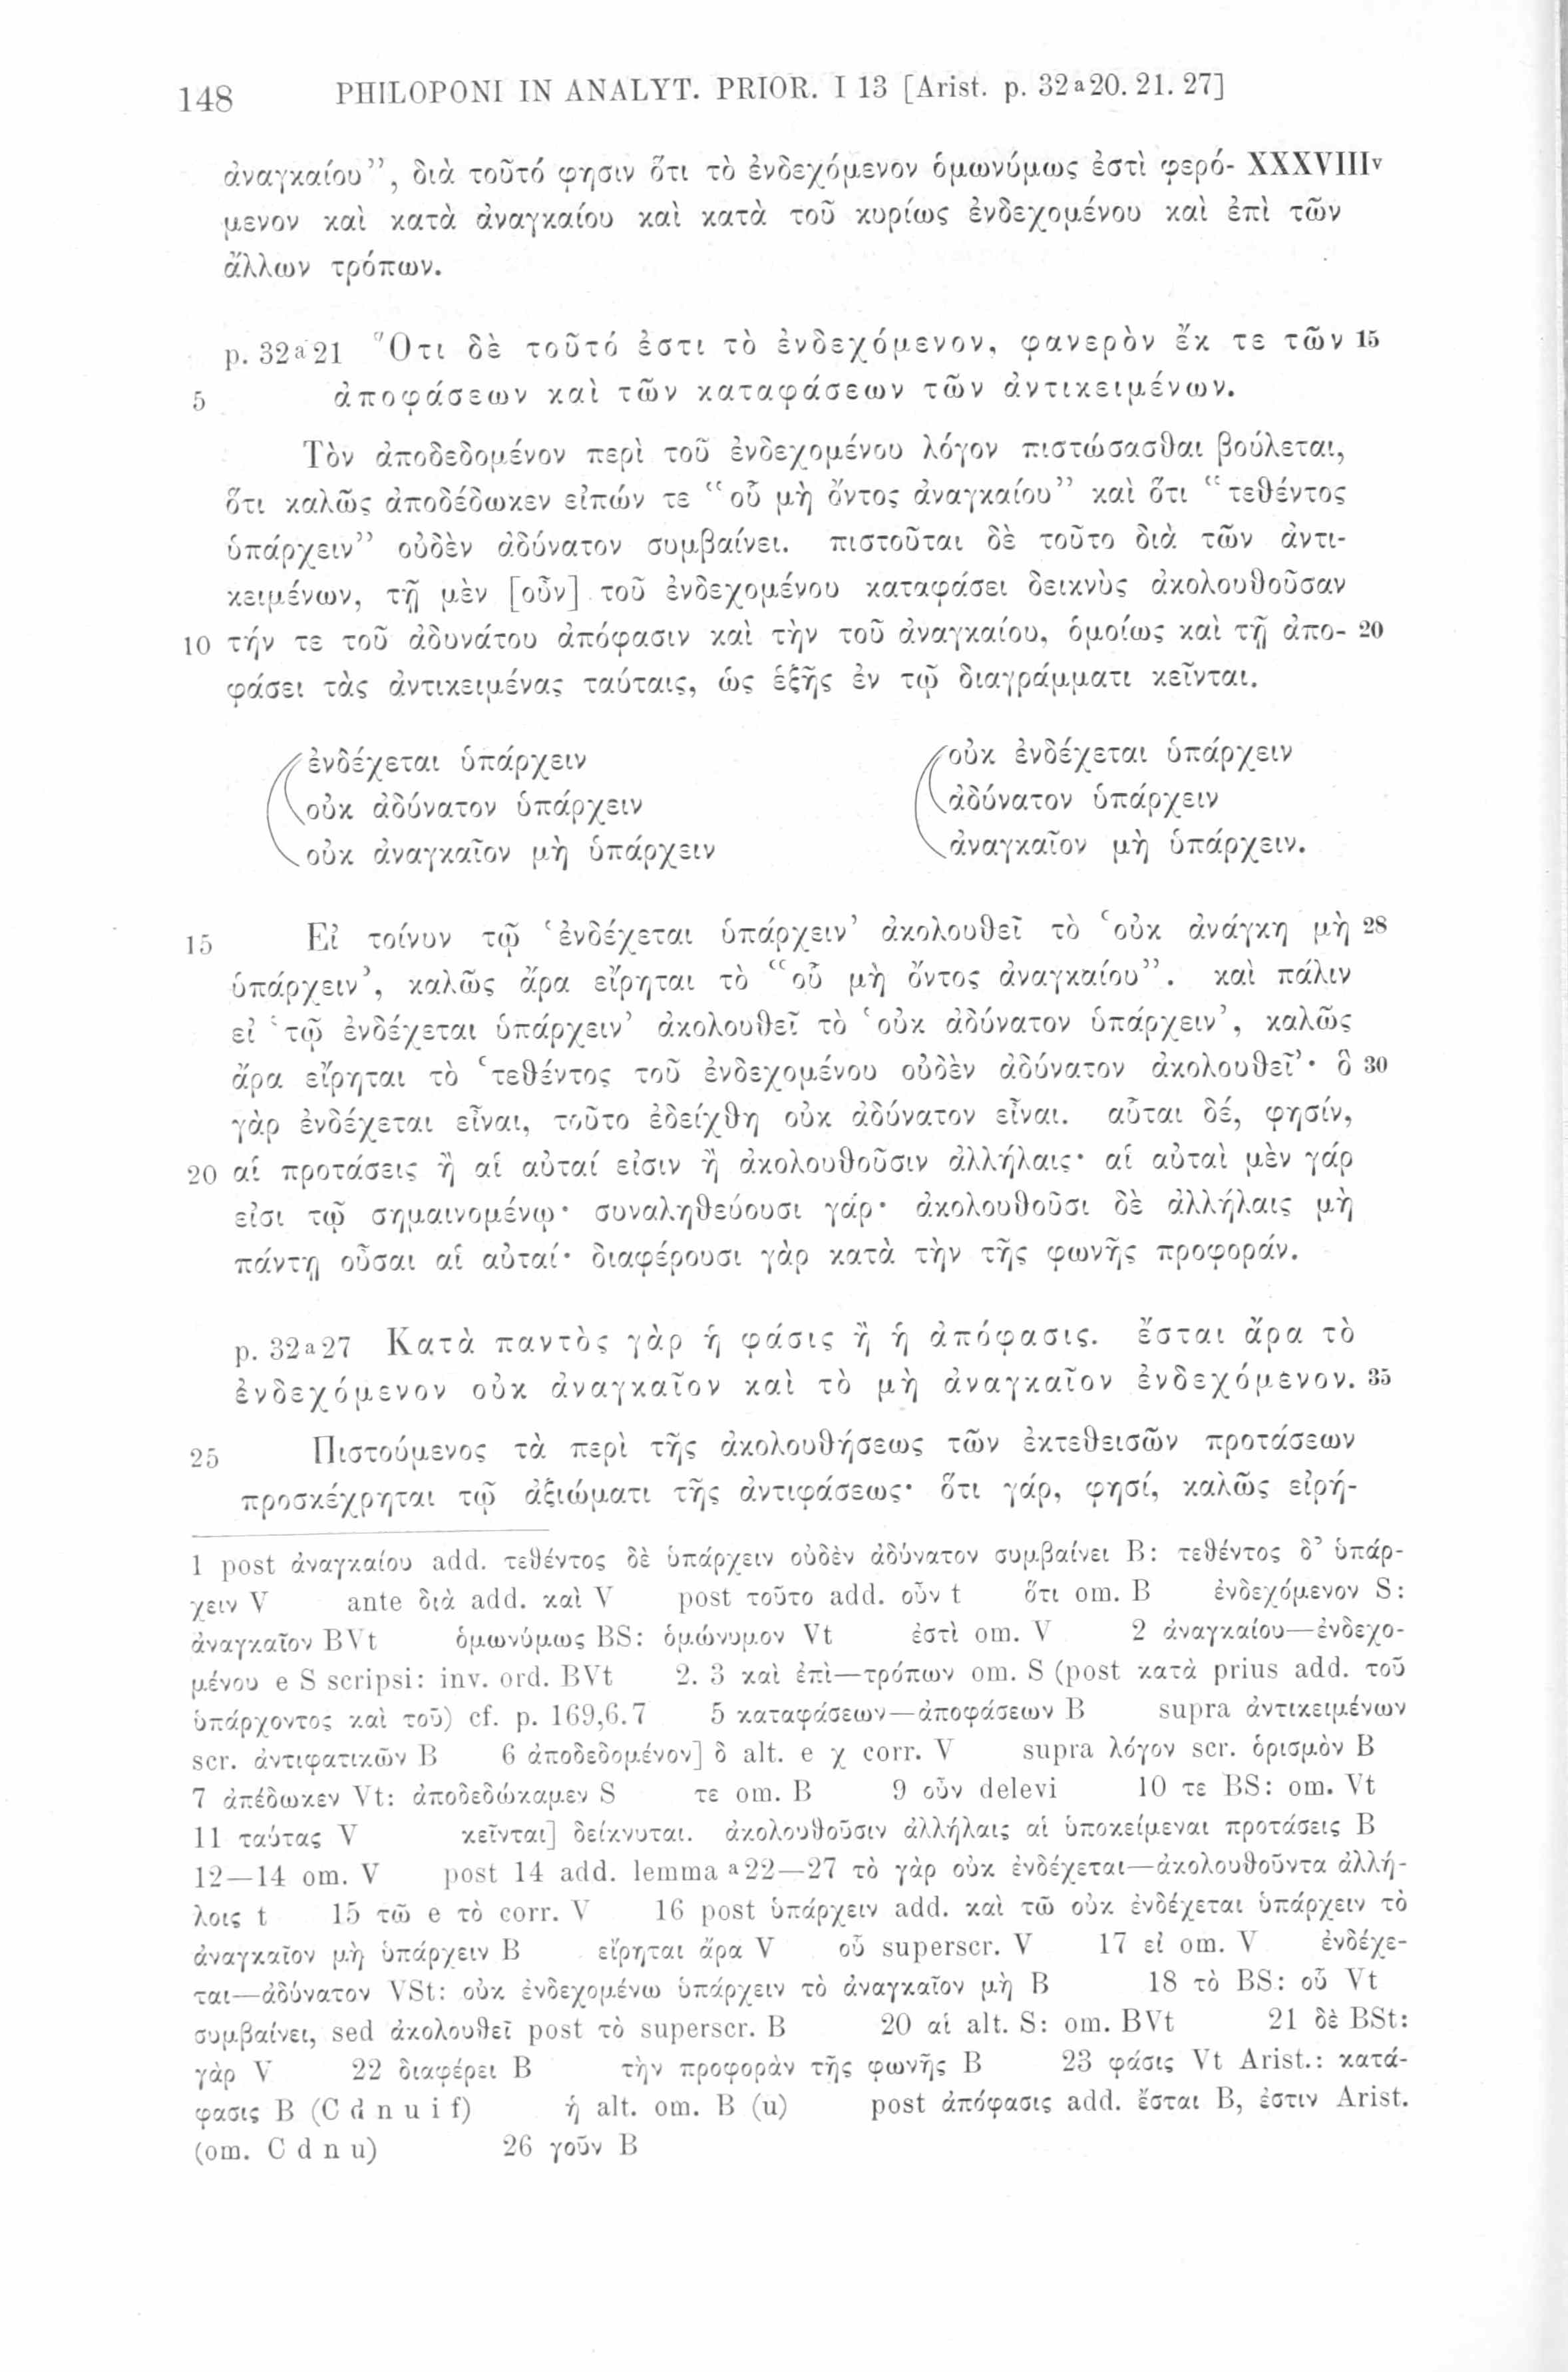 148 PHILOPONI IN ANALYT. PRIOR. I 13 [Arist. p. 32a20. 21. 27]
ἀναγκαίου”, διὰ τοῦτό φησιν ὅτι τὸ ἐνδεχόμενον ὁμωνύμως ἐστὶ φερό- XXXVIIIv
μενον καὶ κατὰ ἀναγκαίου καὶ κατὰ τοῦ κυρίως ἐνδεχομένου καὶ ἐπὶ τῶν
ἄλλων τρόπων.
p. 32a21 Ὅτι δὲ τοῦτό ἐστι τὸ ἐνδεχόμενον, φανερὸν ἔκ τε τῶν 15
5 ἀποφάσεων καὶ τῶν καταφάσεων τῶν ἀντικειμένων.
Τὸν ἀποδεδομένον περὶ τοῦ ἐνδεχομένου λόγον πιστώσασθαι βούλεται,
ὅτι καλῶς ἀποδέδωκεν εἰπών τε “οὗ μὴ ὄντος ἀναγκαίου” καὶ ὅτι “τεθέντος
ὑπάρχειν” οὐδὲν ἀδύνατον συμβαίνει. πιστοῦται δὲ τοῦτο διὰ τῶν ἀντι-
κειμένων, τῇ μὲν [οὖν] τοῦ ἐνδεχομένου καταφάσει δεικνὺς ἀκολουθοῦσαν
10 τήν τε τοῦ ἀδυνάτου ἀπόφασιν καὶ τὴν τοῦ ἀναγκαίου, ὁμοίως καὶ τῇ ἀπο- 20
φάσει τὰς ἀντικειμένας ταύταις, ὡς ἑξῆς ἐν τῷ διαγράμματι κεῖνται.
ἐνδέχεται ὑπάρχειν οὐκ ἐνδέχεται ὑπάρχειν
οὐκ ἀδύνατον ὑπάρχειν ἀδύνατον ὑπάρχειν
οὐκ ἀναγκαῖον μὴ ὑπάρχειν ἀναγκαῖον μὴ ὑπάρχειν.
15 Εἰ τοίνυν τῷ ‘ἐνδέχεται ὑπάρχειν’ ἀκολουθεῖ τὸ ‘οὐκ ἀνάγκη μὴ 28
ὑπάρχειν’, καλῶς ἄρα εἴρηται τὸ “οὗ μὴ ὄντος ἀναγκαίου”. καὶ πάλιν
εἰ ‘τῷ ἐνδέχεται ὑπάρχειν’ ἀκολουθεῖ τὸ ‘οὐκ ἀδύνατον ὑπάρχειν’, καλῶς
ἄρα εἴρηται τὸ ‘τεθέντος τοῦ ἐνδεχομένου οὐδὲν ἀδύνατον ἀκολουθεῖ’· ὃ 30
γὰρ ἐνδέχεται εἶναι, τοῦτο ἐδείχθη οὐκ ἀδύνατον εἶναι. αὗται δέ, φησίν,
20 αἱ προτάσεις ἢ αἱ αὐταί εἰσιν ἢ ἀκολουθοῦσιν ἀλλήλαις· αἱ αὐταὶ μὲν γάρ
εἰσι τῷ σημαινομένῳ· συναληθεύουσι γάρ· ἀκολουθοῦσι δὲ ἀλλήλαις μὴ
πάντῃ οὖσαι αἱ αὐταί· διαφέρουσι γὰρ κατὰ τὴν τῆς φωνῆς προφοράν.
p. 32a27 Κατὰ παντὸς γὰρ ἡ φάσις ἢ ἡ ἀπόφασις. ἔσται ἄρα τὸ
ἐνδεχόμενον οὐκ ἀναγκαῖον καὶ τὸ μὴ ἀναγκαῖον ἐνδεχόμενον. 35
25 Πιστούμενος τὰ περὶ τῆς ἀκολουθήσεως τῶν ἐκτεθεισῶν προτάσεων
προσκέχρηται τῷ ἀξιώματι τῆς ἀντιφάσεως· ὅτι γάρ, φησί, καλῶς εἰρή-
1 post ἀναγκαίου add. τεθέντος δὲ ὑπάρχειν οὐδὲν ἀδύνατον συμβαίνει B: τεθέντος δ’ ὑπάρ-
χειν V ante διὰ add. καὶ V post τοῦτο add. οὖν t ὅτι om. B ἐνδεχόμενον S:
ἀναγκαῖον BVt ὁμωνύμως BS: ὁμώνυμον Vt ἐστὶ om. V 2 ἀναγκαίου—ἐνδεχο-
μένου e S scripsi: inv. ord. BVt 2. 3 καὶ ἐπὶ—τρόπων om. S (post κατὰ prius add. τοῦ
ὑπάρχοντος καὶ τοῦ) cf. p. 169,6.7 5 καταφάσεων—ἀποφάσεων B supra ἀντικειμένων
scr. ἀντιφατικῶν B 6 ἀποδεδομένον] δ alt. e χ corr. V supra λόγον scr. ὁρισμὸν B
7 ἀπέδωκεν Vt: ἀποδεδώκαμεν S τε om. B 9 οὖν delevi 10 τε BS: om. Vt
11 ταύτας V κεῖνται] δείκνυται. ἀκολουθοῦσιν ἀλλήλαις αἱ ὑποκείμεναι προτάσεις B
12—14 om. V post 14 add. lemma a22—27 τὸ γὰρ οὐκ ἐνδέχεται—ἀκολουθοῦντα ἀλλή-
λοις t 15 τῶ e τὸ corr. V 16 post ὑπάρχειν add. καὶ τῶ οὐκ ἐνδέχεται ὑπάρχειν τὸ
ἀναγκαῖον μὴ ὑπάρχειν B εἴρηται ἄρα V οὗ superscr. V 17 εἰ om. V ἐνδέχε-
ται—ἀδύνατον VSt: οὐκ ἐνδεχομένω ὑπάρχειν τὸ ἀναγκαῖον μὴ B 18 τὸ BS: οὗ Vt
συμβαίνει, sed ἀκολουθεῖ post τὸ superscr. B 20 αἱ alt. S: om. BVt 21 δὲ BSt:
γὰρ V 22 διαφέρει B τὴν προφορὰν τῆς φωνῆς B 23 φάσις Vt Arist.: κατά-
φασις B (C d n u i f) ἡ alt. om. B (u) post ἀπόφασις add. ἔσται B, ἐστιν Arist.
(om. C d n u) 26 γοῦν B